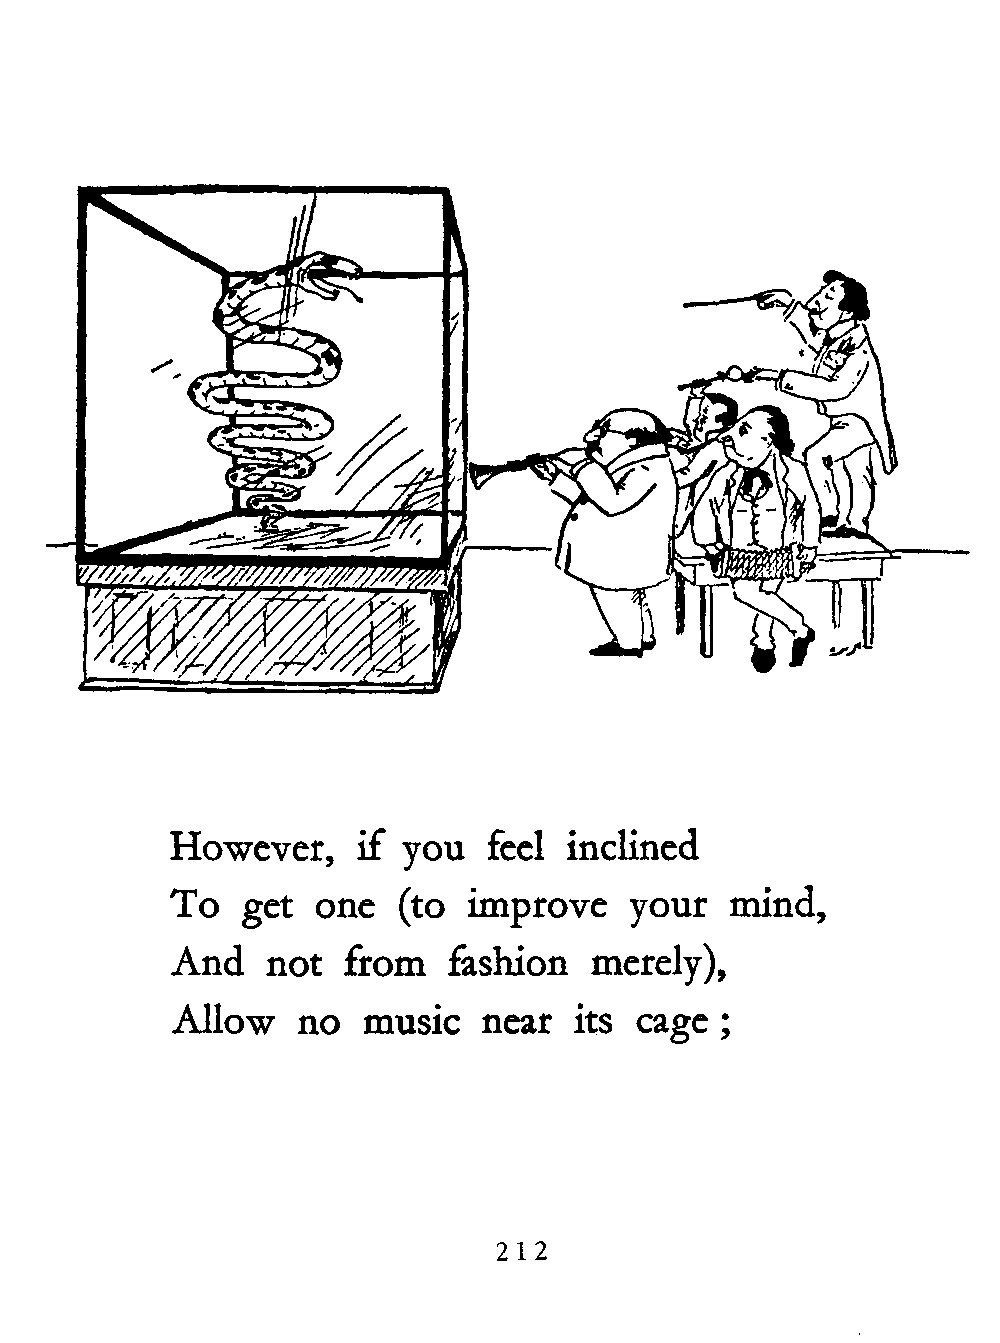 However, if you feel inclined
To get one (to improve your mind,
And not from fashion merely),
Allow no music near its cage ;
212